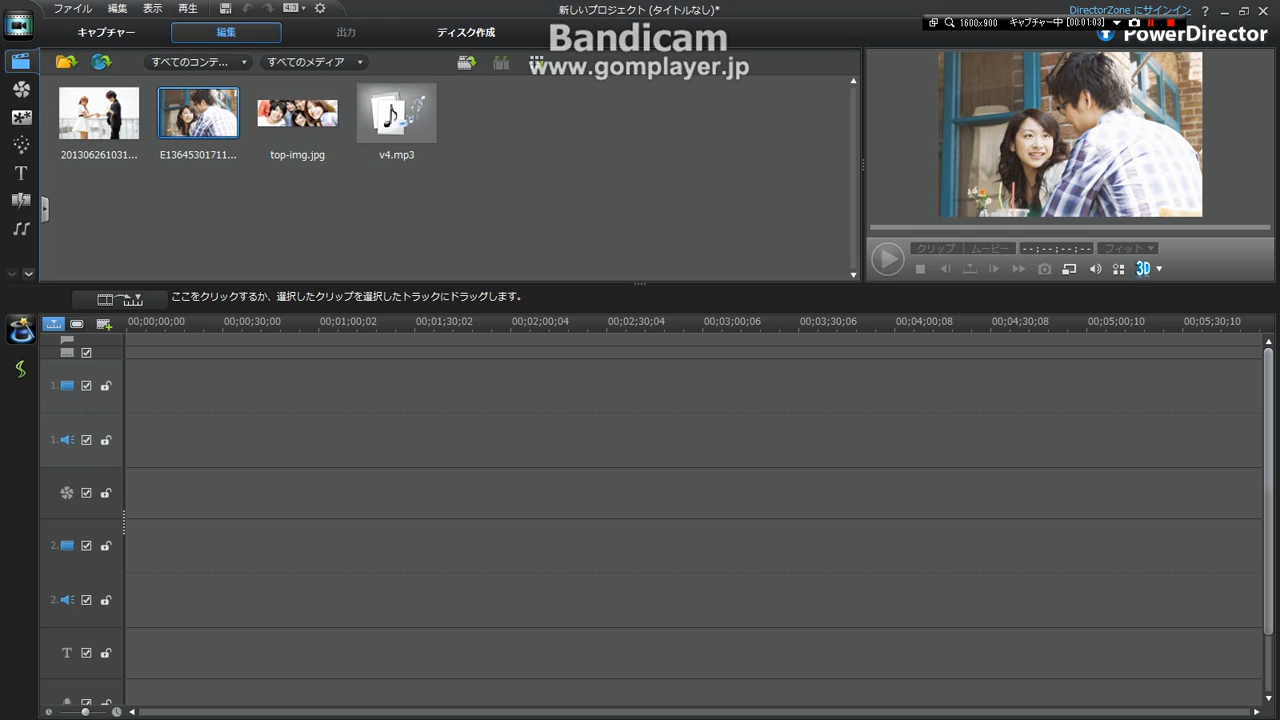 ファイル 編集 表示 再生
新しいプロジェクト (タイトルなし)*
DirectorZone にサインイン ?
1600x900 キャプチャー中 [00:01:03]
キャプチャー 編集 出力 ディスク作成
PowerDirector
Bandicam
www.gomplayer.jp
すべてのコンテ... すべてのメディア
201306261031... E13645301711... top-img.jpg v4.mp3
T
クリップ ムービー --;--;--;-- フィット
3D
ここをクリックするか、選択したクリップを選択したトラックにドラッグします。
00;00;00;00 00;00;30;00 00;01;00;02 00;01;30;02 00;02;00;04 00;02;30;04 00;03;00;06 00;03;30;06 00;04;00;08 00;04;30;08 00;05;00;10 00;05;30;10
1.
1.
2.
2.
T